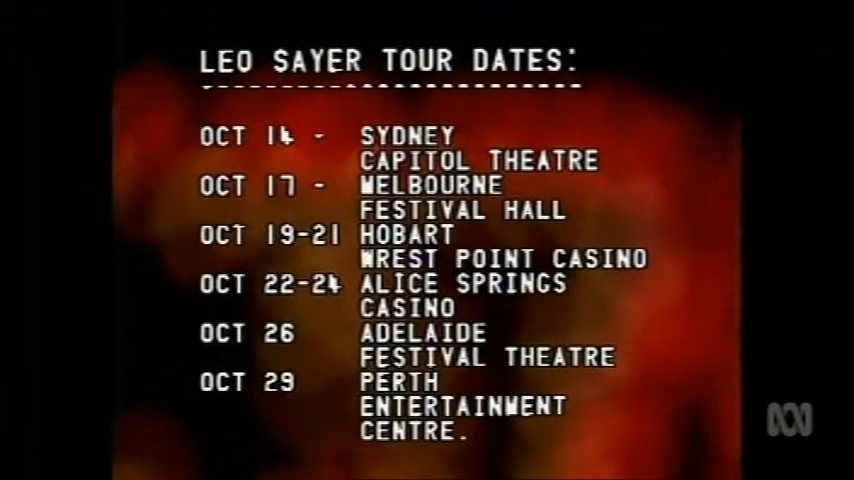 LEO SAYER TOUR DATES:
------------------------
OCT 14 - SYDNEY
CAPITOL THEATRE
OCT 17 - MELBOURNE
FESTIVAL HALL
OCT 19-21 HOBART
WREST POINT CASINO
OCT 22-24 ALICE SPRINGS
CASINO
OCT 26 ADELAIDE
FESTIVAL THEATRE
OCT 29 PERTH
ENTERTAINMENT
CENTRE.